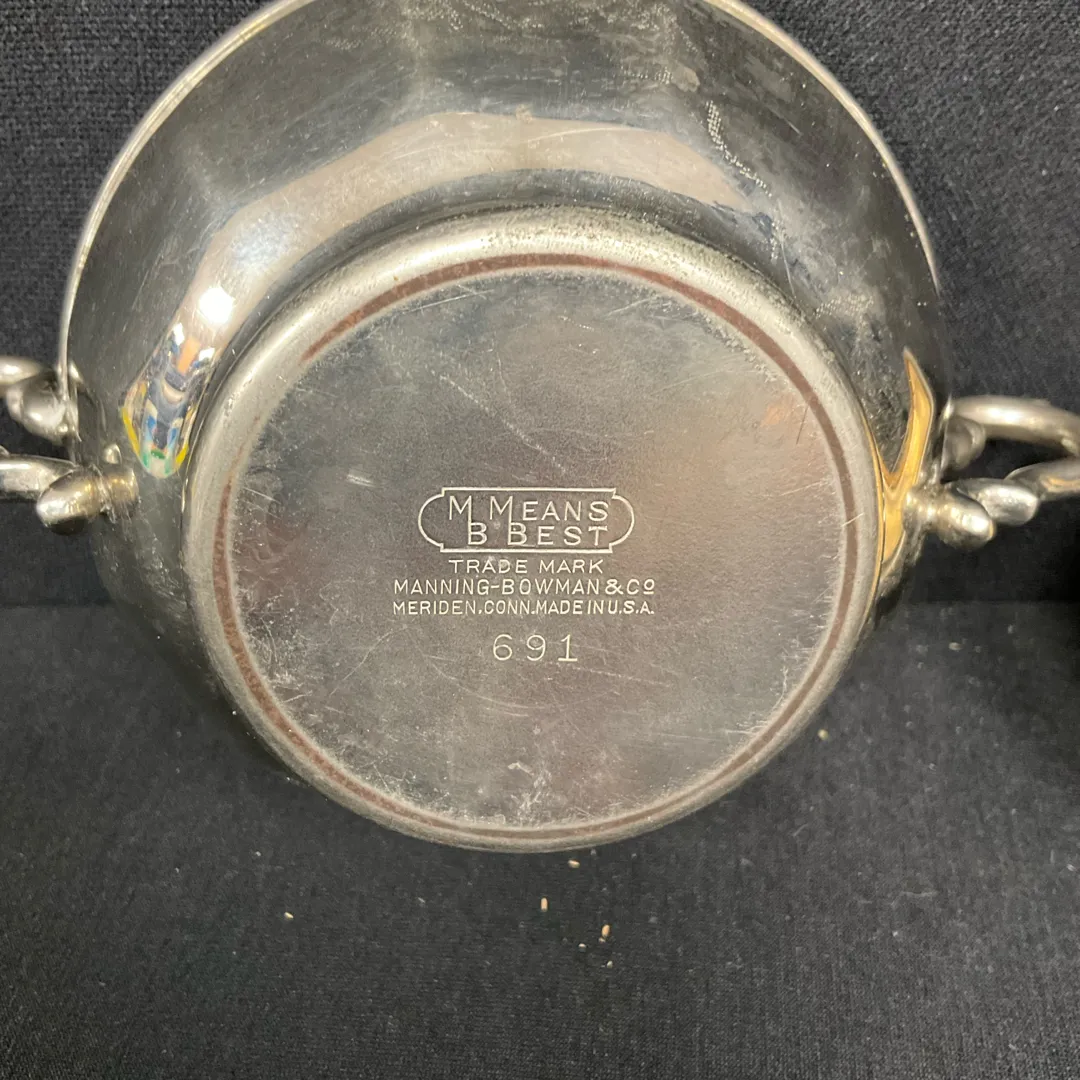 M MEANS
B BEST
TRADE MARK
MANNING-BOWMAN & Cº
MERIDEN, CONN. MADE IN U.S.A.
691